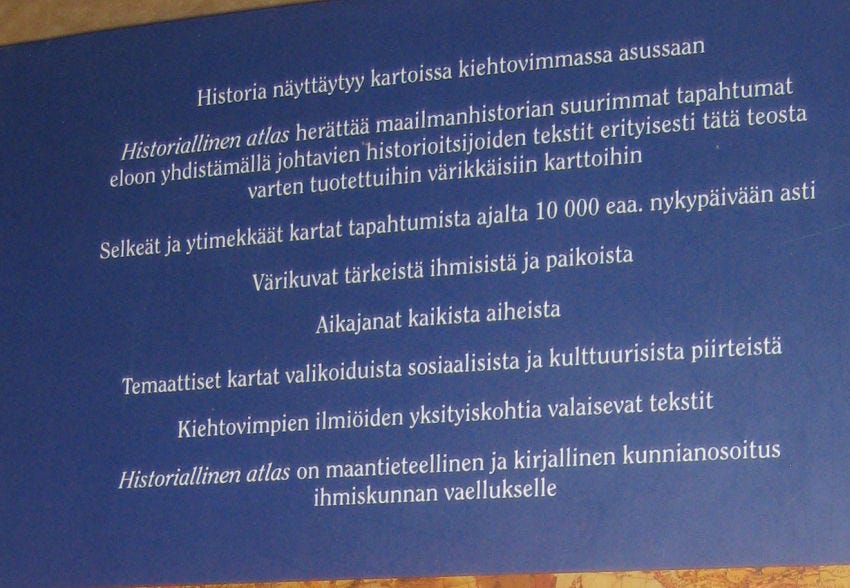 Historia näyttäytyy kartoissa kiehtovimmassa asussaan
Historiallinen atlas herättää maailmanhistorian suurimmat tapahtumat
eloon yhdistämällä johtavien historioitsijoiden tekstit erityisesti tätä teosta
varten tuotettuihin värikkäisiin karttoihin
Selkeät ja ytimekkäät kartat tapahtumista ajalta 10 000 eaa. nykypäivään asti
Värikuvat tärkeistä ihmisistä ja paikoista
Aikajanat kaikista aiheista
Temaattiset kartat valikoiduista sosiaalisista ja kulttuurisista piirteistä
Kiehtovimpien ilmiöiden yksityiskohtia valaisevat tekstit
Historiallinen atlas on maantieteellinen ja kirjallinen kunnianosoitus
ihmiskunnan vaellukselle